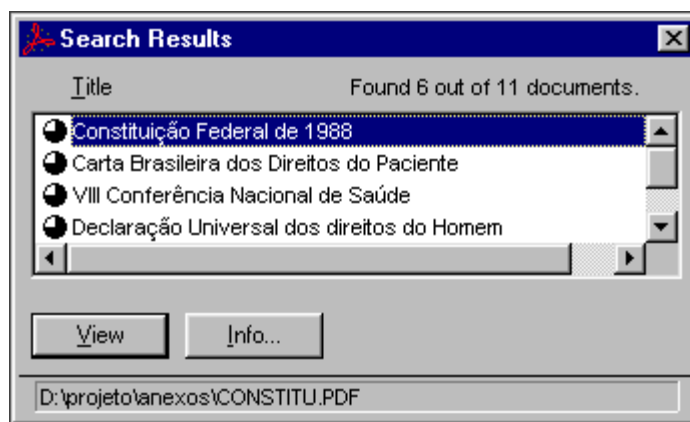 Search Results
Title Found 6 out of 11 documents.
Constituição Federal de 1988
Carta Brasileira dos Direitos do Paciente
VIII Conferência Nacional de Saúde
Declaração Universal dos direitos do Homem
View Info...
D:\projeto\anexos\CONSTITU.PDF